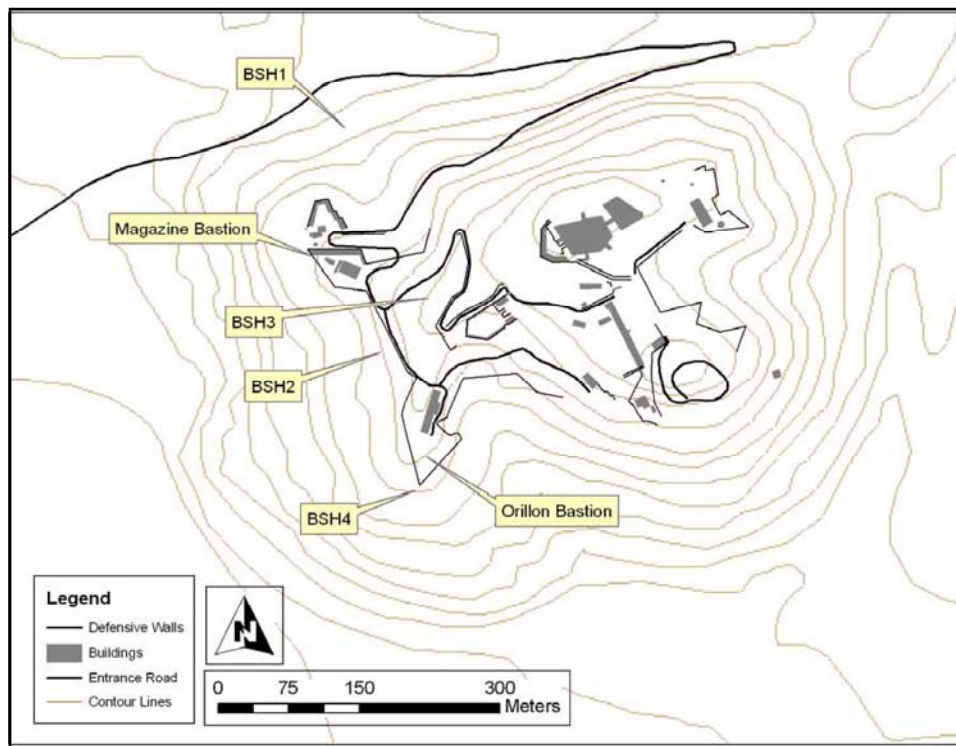 BSH1
Magazine Bastion
BSH3
BSH2
BSH4
Orillon Bastion
Legend
Defensive Walls
Buildings
Entrance Road
Contour Lines
N
0 75 150 300
Meters